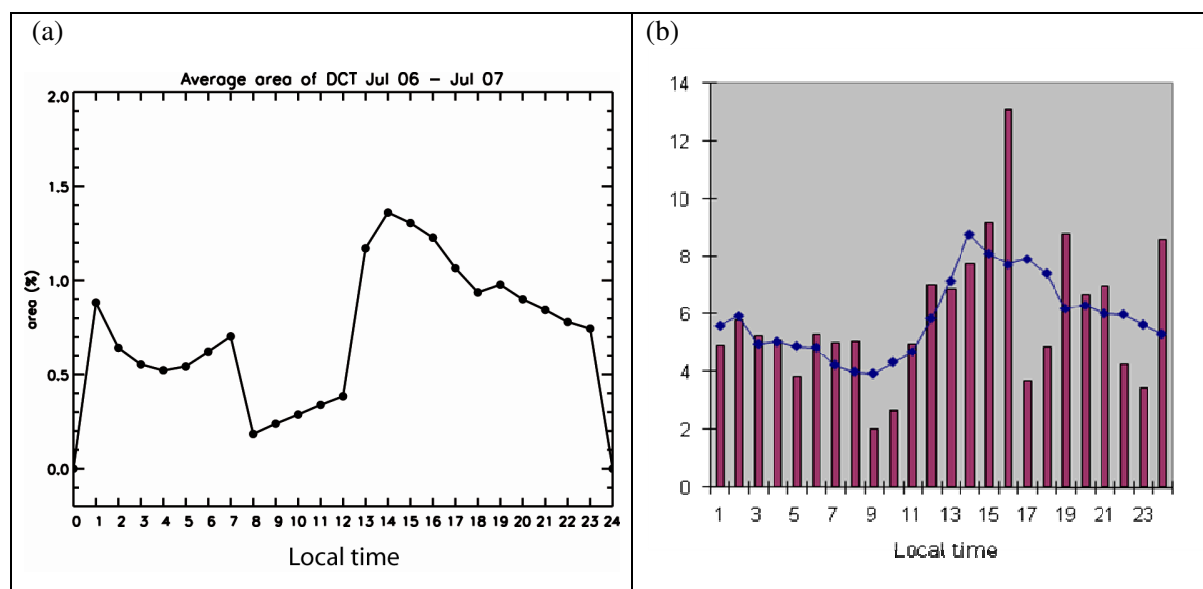 (a)
Average area of DCT Jul 06 - Jul 07
2.0
1.5
1.0
0.5
0.0
area (%)
0 1 2 3 4 5 6 7 8 9 10 11 12 13 14 15 16 17 18 19 20 21 22 23 24
Local time
(b)
14
12
10
8
6
4
2
0
1 3 5 7 9 11 13 15 17 19 21 23
Local time